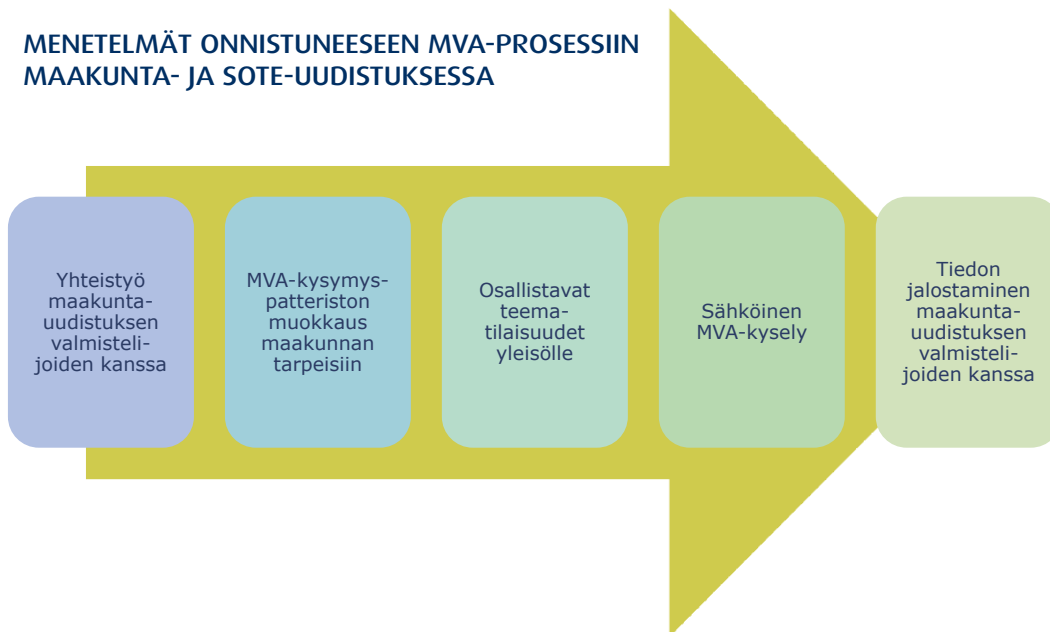 MENETELMÄT ONNISTUNEESEEN MVA-PROSESSIIN
MAAKUNTA- JA SOTE-UUDISTUKSESSA
Yhteistyö
maakunta-
uudistuksen
valmisteli-
joiden kanssa
MVA-kysymys-
patteriston
muokkaus
maakunnan
tarpeisiin
Osallistavat
teema-
tilaisuudet
yleisölle
Sähköinen
MVA-kysely
Tiedon
jalostaminen
maakunta-
uudistuksen
valmisteli-
joiden kanssa